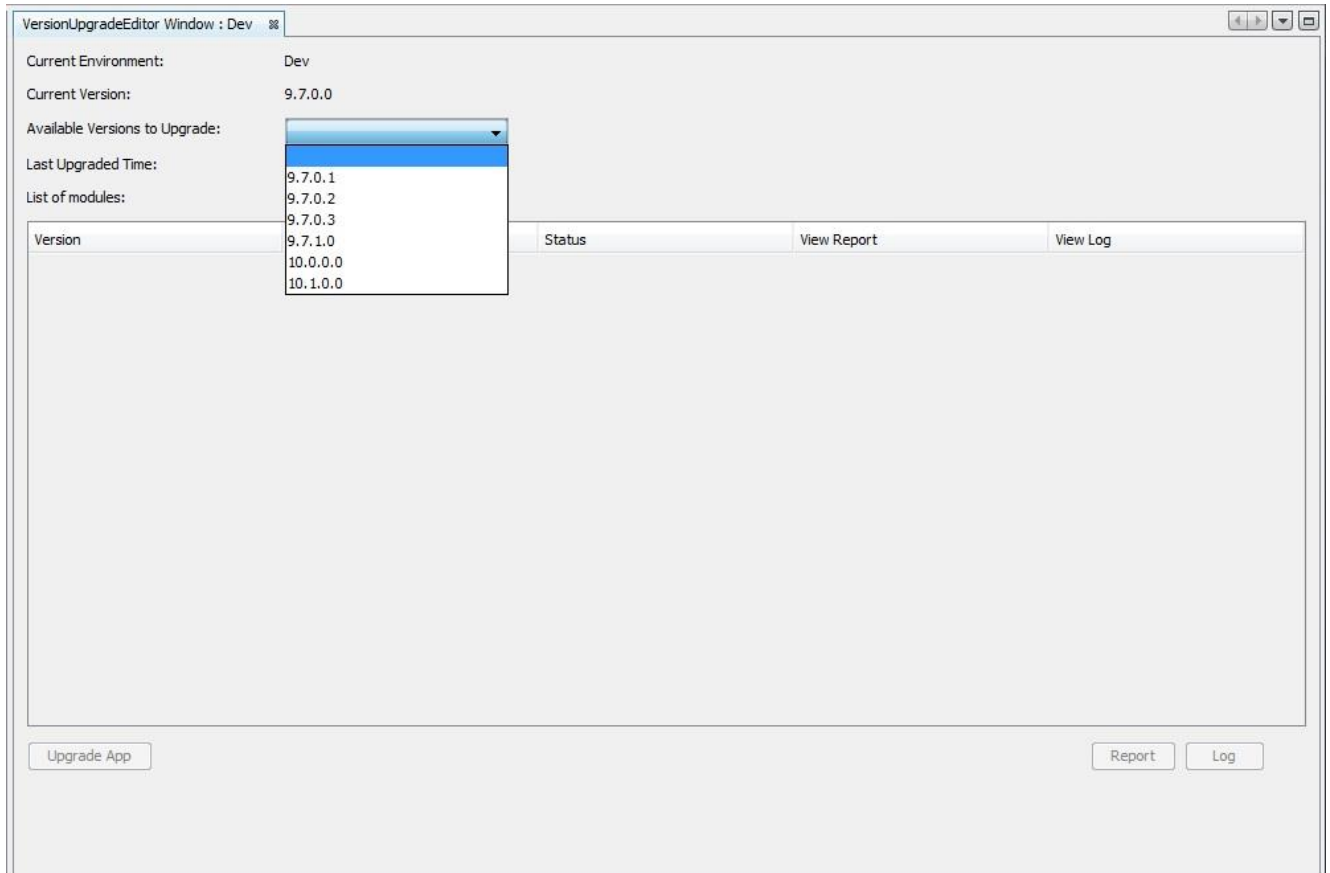 VersionUpgradeEditor Window : Dev
Current Environment: Dev
Current Version: 9.7.0.0
Available Versions to Upgrade:
Last Upgraded Time:
List of modules:
9.7.0.1
9.7.0.2
9.7.0.3
9.7.1.0
10.0.0.0
10.1.0.0
Version Status View Report View Log
Upgrade App Report Log